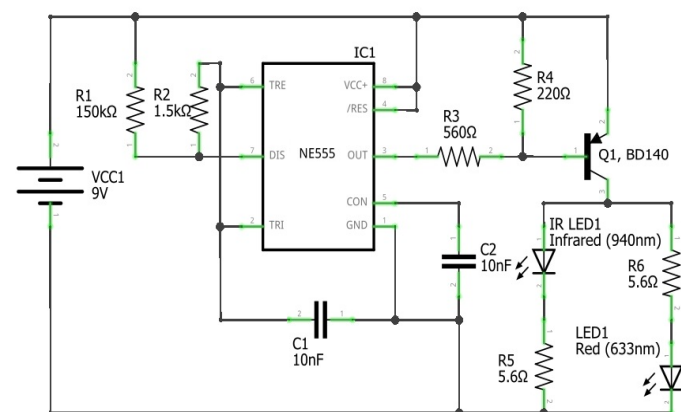 IC1
R1
150kΩ
R2
1.5kΩ
6 TRE
VCC+ 8
/RES 4
R4
220Ω
R3
560Ω
7 DIS
NE555
OUT 3
Q1, BD140
VCC1
9V
CON 5
2 TRI
GND 1
C2
10nF
IR LED1
Infrared (940nm)
R6
5.6Ω
C1
10nF
R5
5.6Ω
LED1
Red (633nm)